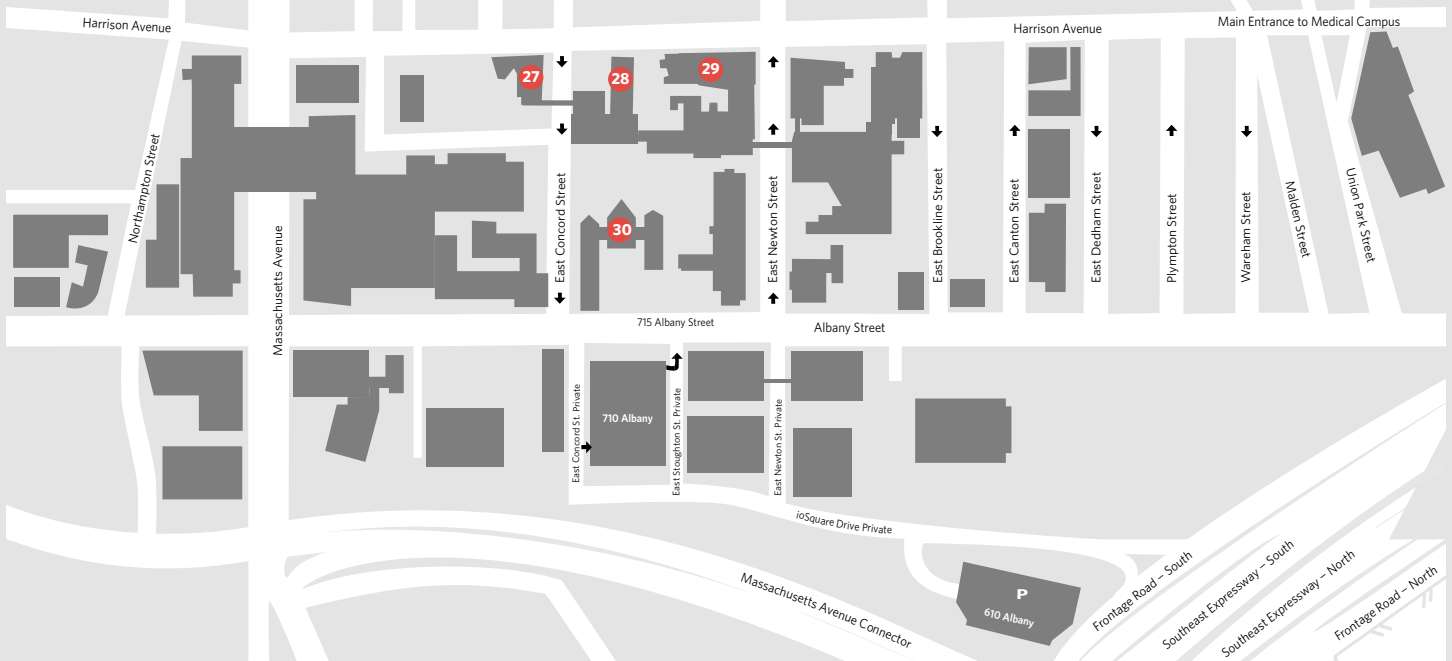 Harrison Avenue
Harrison Avenue
Main Entrance to Medical Campus
27
28
29
30
Northampton Street
Massachusetts Avenue
East Concord Street
East Newton Street
East Brookline Street
East Canton Street
East Dedham Street
Plympton Street
Wareham Street
Malden Street
Union Park Street
715 Albany Street
Albany Street
East Concord St. Private
710 Albany
East Stoughton St. Private
East Newton St. Private
ioSquare Drive Private
Massachusetts Avenue Connector
P
610 Albany
Frontage Road – South
Southeast Expressway – South
Southeast Expressway – North
Frontage Road – North